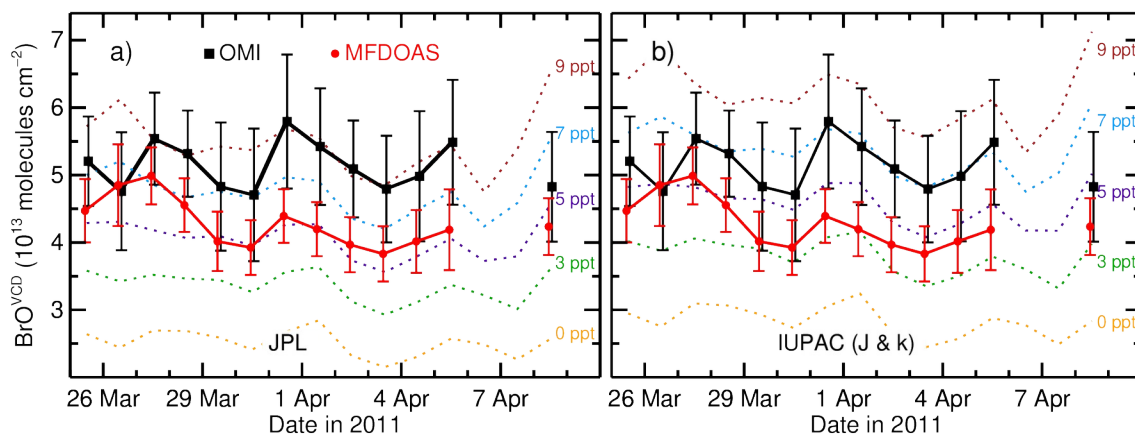 a)
OMI
MFDOAS
9 ppt
7 ppt
5 ppt
3 ppt
0 ppt
JPL
7
6
5
4
3
BrO^VCD (10^13 molecules cm^−2)
26 Mar
29 Mar
1 Apr
4 Apr
7 Apr
Date in 2011
b)
9 ppt
7 ppt
5 ppt
3 ppt
0 ppt
IUPAC (J & k)
26 Mar
29 Mar
1 Apr
4 Apr
7 Apr
Date in 2011